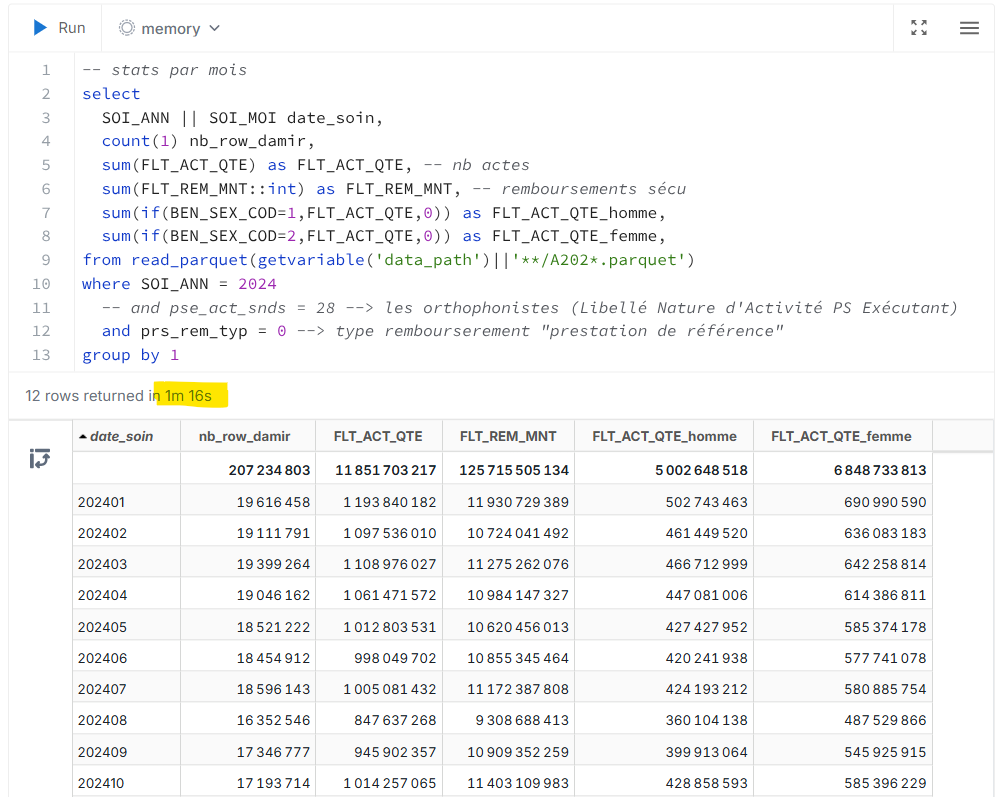 Run memory
1 -- stats par mois
2 select
3 SOI_ANN || SOI_MOI date_soin,
4 count(1) nb_row_damir,
5 sum(FLT_ACT_QTE) as FLT_ACT_QTE, -- nb actes
6 sum(FLT_REM_MNT::int) as FLT_REM_MNT, -- remboursements sécu
7 sum(if(BEN_SEX_COD=1,FLT_ACT_QTE,0)) as FLT_ACT_QTE_homme,
8 sum(if(BEN_SEX_COD=2,FLT_ACT_QTE,0)) as FLT_ACT_QTE_femme,
9 from read_parquet(getvariable('data_path')||'**/A202*.parquet')
10 where SOI_ANN = 2024
11 -- and pse_act_snds = 28 --> les orthophonistes (Libellé Nature d'Activité PS Exécutant)
12 and prs_rem_typ = 0 --> type rembourserement "prestation de référence"
13 group by 1
12 rows returned in 1m 16s
date_soin nb_row_damir FLT_ACT_QTE FLT_REM_MNT FLT_ACT_QTE_homme FLT_ACT_QTE_femme
207 234 803 11 851 703 217 125 715 505 134 5 002 648 518 6 848 733 813
202401 19 616 458 1 193 840 182 11 930 729 389 502 743 463 690 990 590
202402 19 111 791 1 097 536 010 10 724 041 492 461 449 520 636 083 183
202403 19 399 264 1 108 976 027 11 275 262 076 466 712 999 642 258 814
202404 19 046 162 1 061 471 572 10 984 147 327 447 081 006 614 386 811
202405 18 521 222 1 012 803 531 10 620 456 013 427 427 952 585 374 178
202406 18 454 912 998 049 702 10 855 345 464 420 241 938 577 741 078
202407 18 596 143 1 005 081 432 11 172 387 808 424 193 212 580 885 754
202408 16 352 546 847 637 268 9 308 688 413 360 104 138 487 529 866
202409 17 346 777 945 902 357 10 909 352 259 399 913 064 545 925 915
202410 17 193 714 1 014 257 065 11 403 109 983 428 858 593 585 396 229